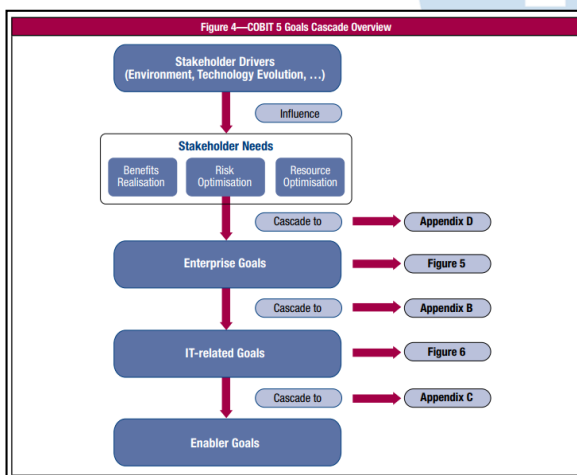 Figure 4—COBIT 5 Goals Cascade Overview
Stakeholder Drivers
(Environment, Technology Evolution, …)
Influence
Stakeholder Needs
Benefits
Realisation
Risk
Optimisation
Resource
Optimisation
Cascade to
Appendix D
Enterprise Goals
Figure 5
Cascade to
Appendix B
IT-related Goals
Figure 6
Cascade to
Appendix C
Enabler Goals